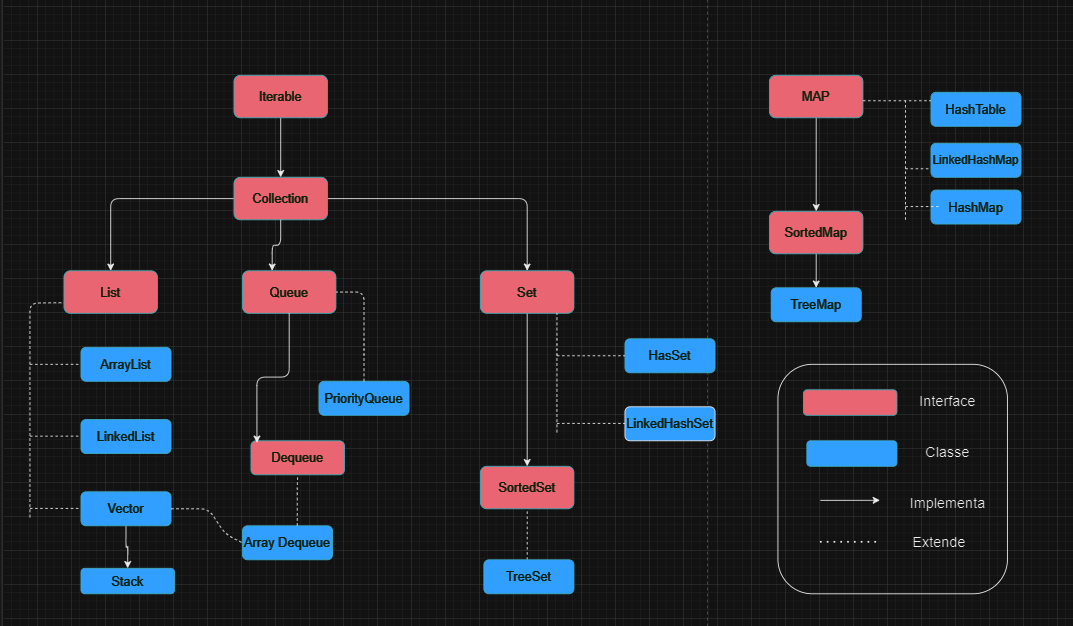 Iterable
MAP
HashTable
LinkedHashMap
Collection
HashMap
SortedMap
List
Queue
Set
TreeMap
HasSet
ArrayList
PriorityQueue
Interface
LinkedHashSet
LinkedList
Dequeue
Classe
SortedSet
Vector
Implementa
Array Dequeue
Extende
Stack
TreeSet